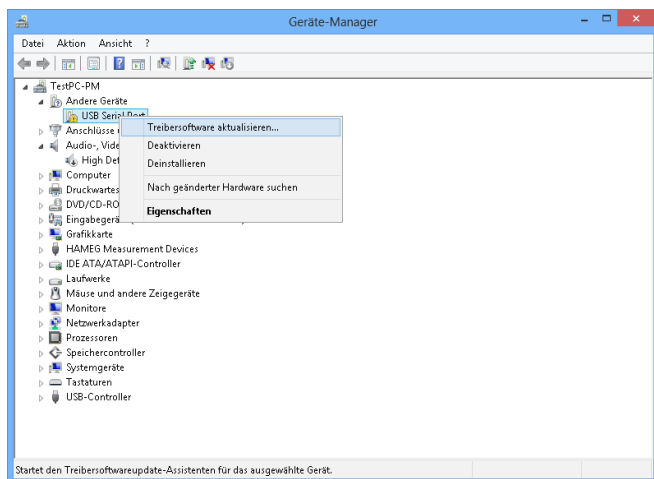 Geräte-Manager
Datei Aktion Ansicht ?
TestPC-PM
Andere Geräte
USB Serial Port
Anschlüsse
Audio-, Vide
High Def
Computer
Druckwartes
DVD/CD-RO
Eingabegerä
Grafikkarte
HAMEG Measurement Devices
IDE ATA/ATAPI-Controller
Laufwerke
Mäuse und andere Zeigegeräte
Monitore
Netzwerkadapter
Prozessoren
Speichercontroller
Systemgeräte
Tastaturen
USB-Controller
Treibersoftware aktualisieren...
Deaktivieren
Deinstallieren
Nach geänderter Hardware suchen
Eigenschaften
Startet den Treibersoftwareupdate-Assistenten für das ausgewählte Gerät.